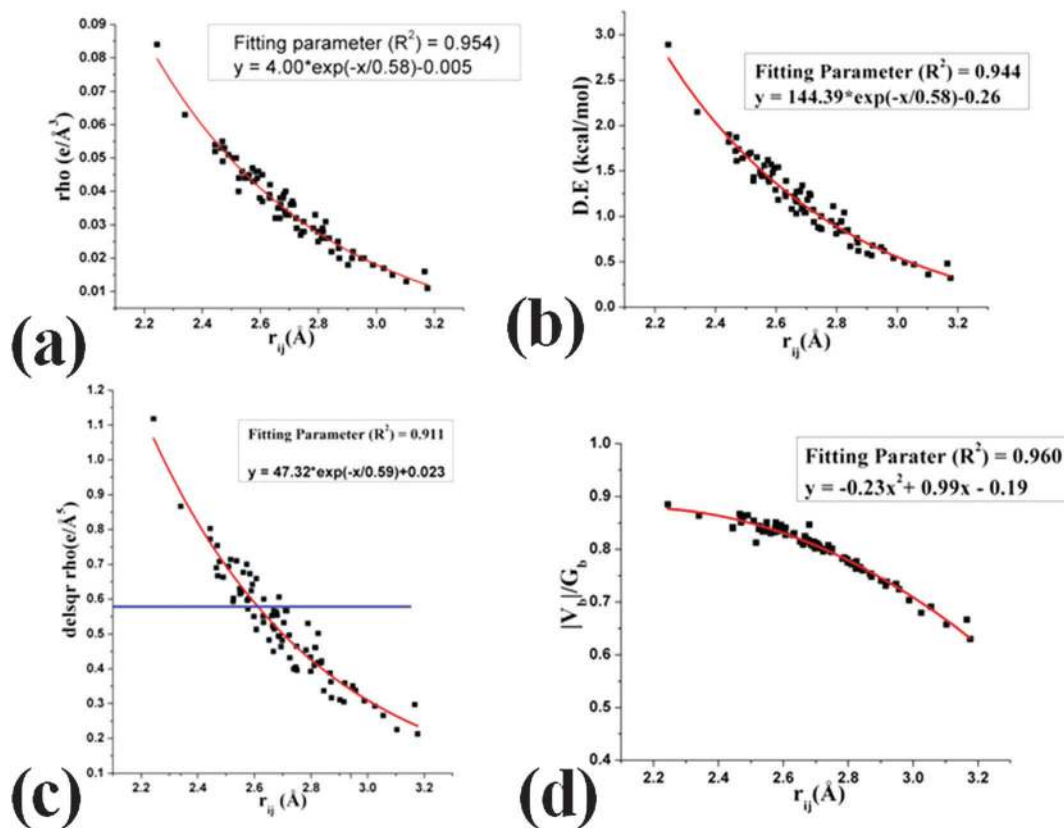 0.09
0.08
0.07
0.06
0.05
0.04
0.03
0.02
0.01
rho (e/Å³)
Fitting parameter (R²) = 0.954)
y = 4.00*exp(-x/0.58)-0.005
2.2 2.4 2.6 2.8 3.0 3.2
r_ij(Å)
(a)
3.0
2.5
2.0
1.5
1.0
0.5
0.0
D.E (kcal/mol)
Fitting Parameter (R²) = 0.944
y = 144.39*exp(-x/0.58)-0.26
2.2 2.4 2.6 2.8 3.0 3.2
r_ij(Å)
(b)
1.2
1.1
1.0
0.9
0.8
0.7
0.6
0.5
0.4
0.3
0.2
0.1
delsqr rho(e/Å⁵)
Fitting Parameter (R²) = 0.911
y = 47.32*exp(-x/0.59)+0.023
2.2 2.4 2.6 2.8 3.0 3.2
r_ij (Å)
(c)
1.0
0.9
0.8
0.7
0.6
0.5
0.4
|V_b|/G_b
Fitting Parater (R²) = 0.960
y = -0.23x²+ 0.99x - 0.19
2.2 2.4 2.6 2.8 3.0 3.2
r_ij(Å)
(d)